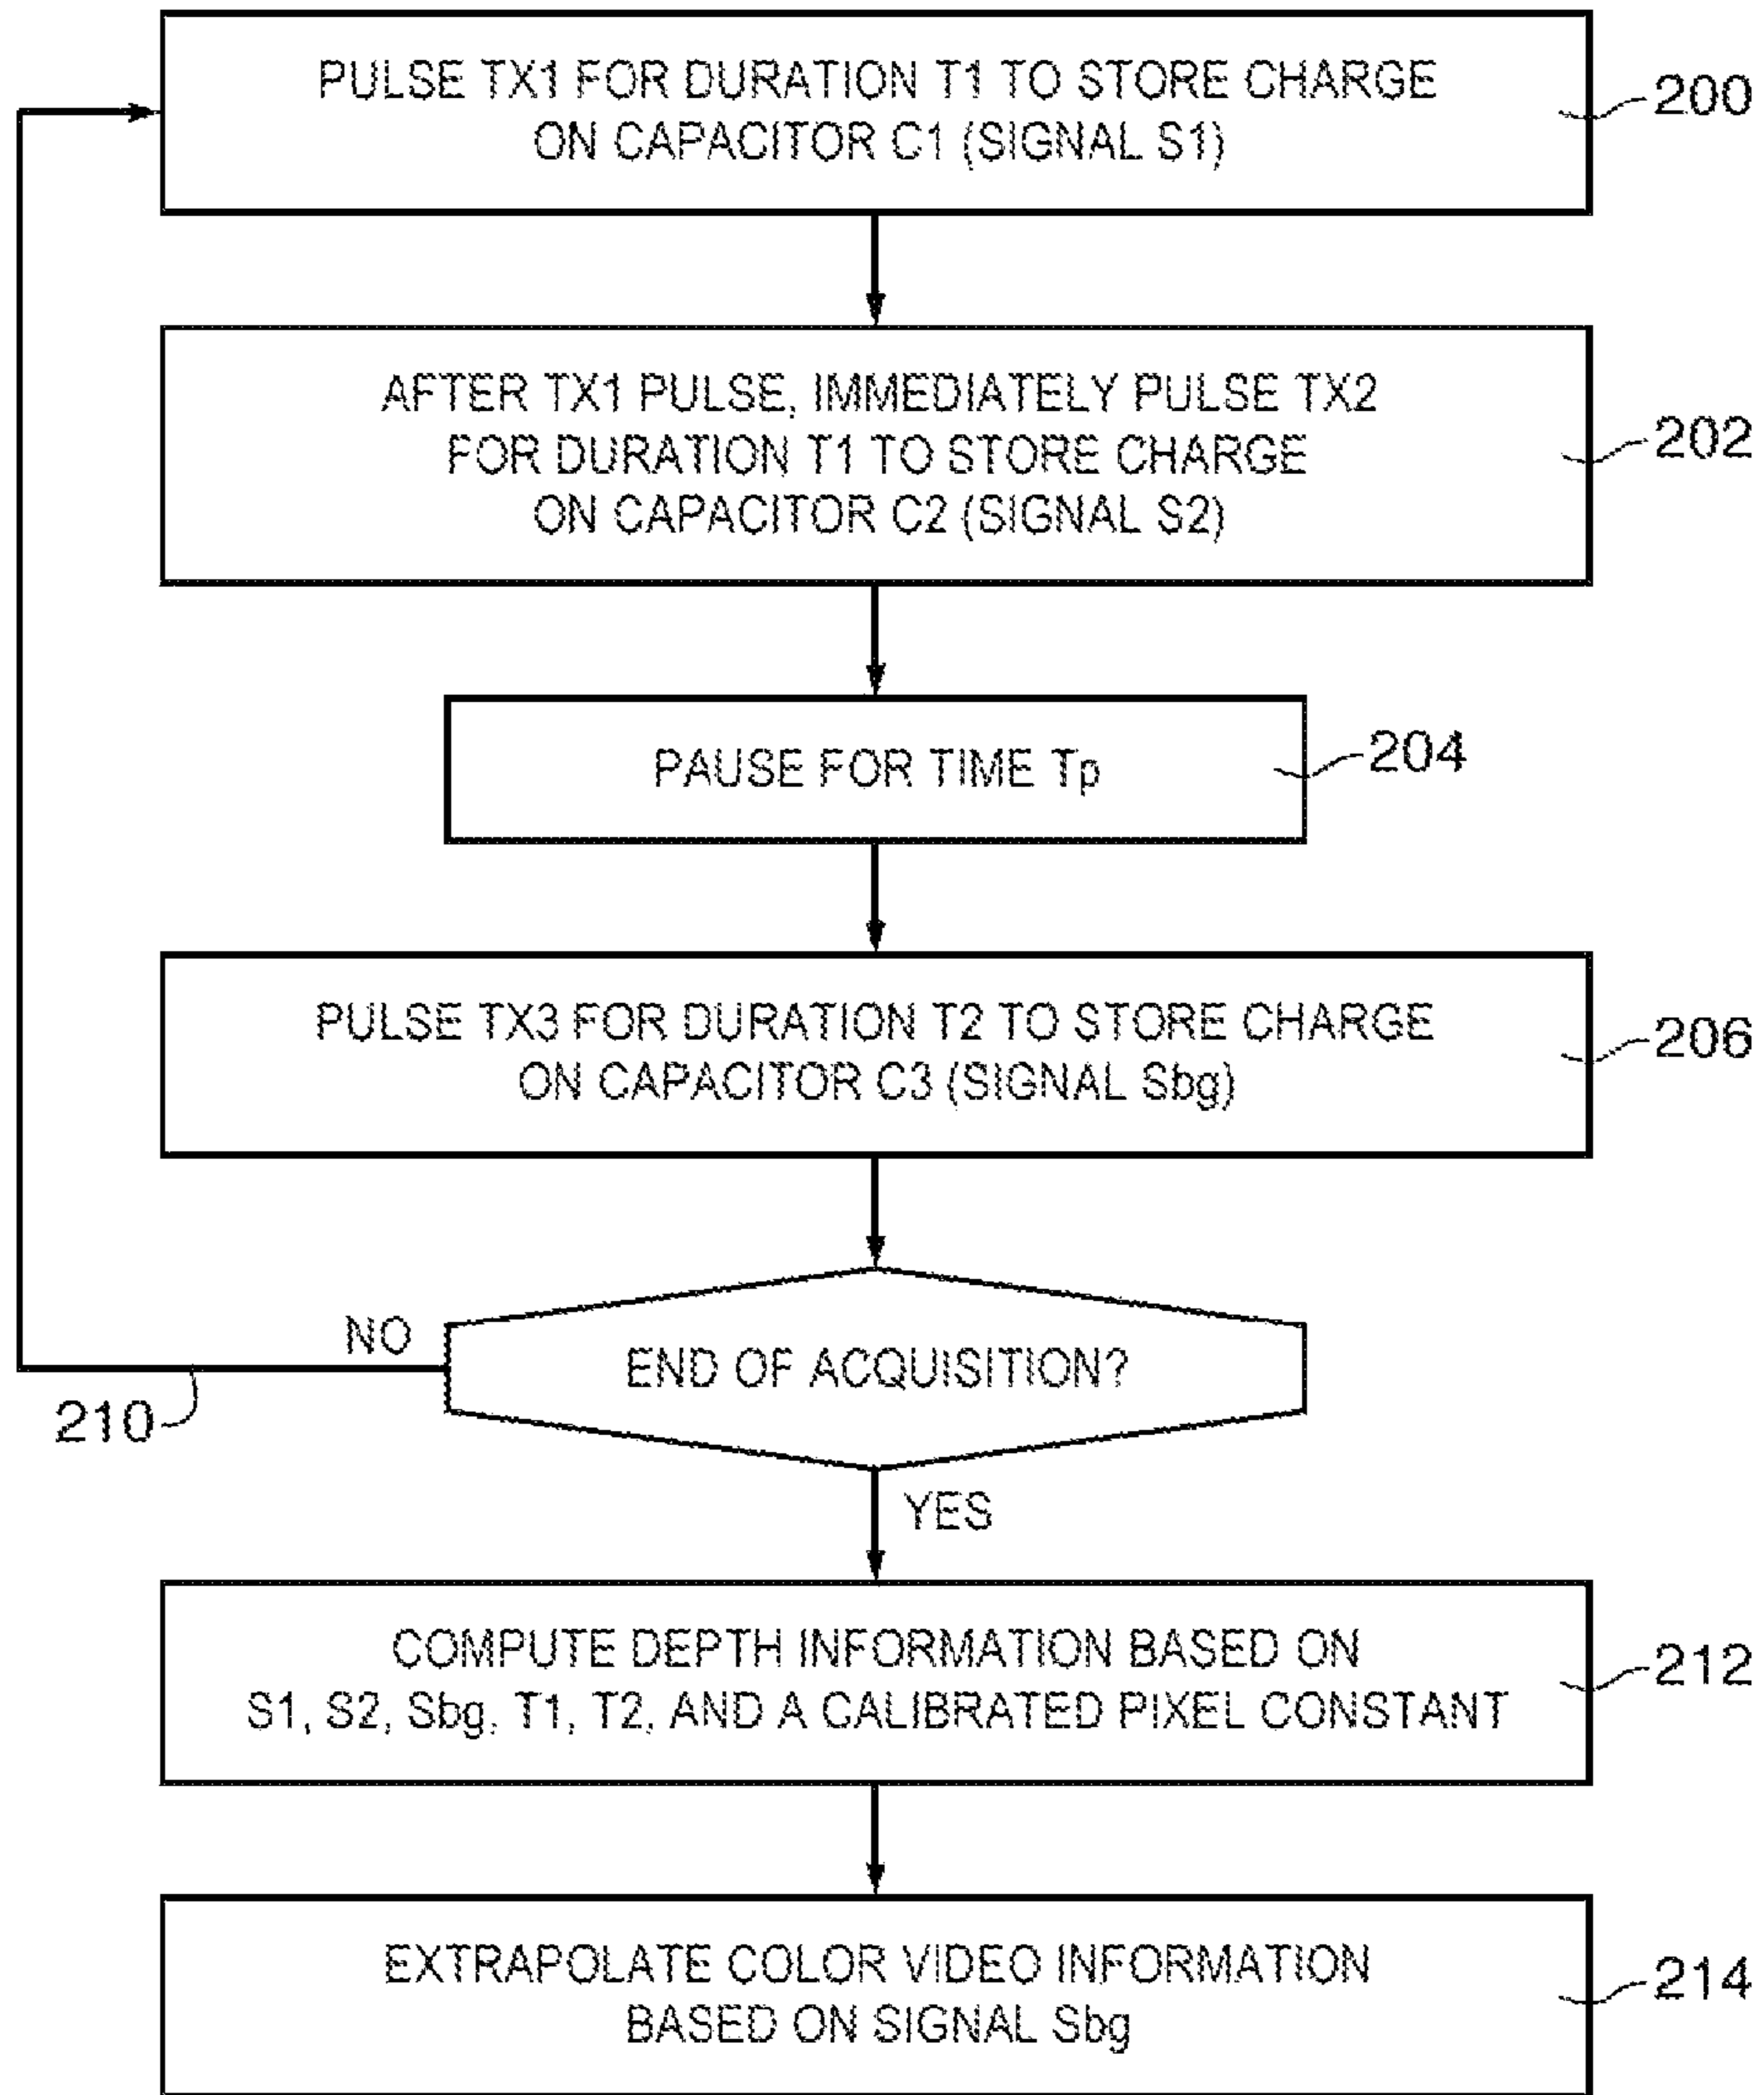 PULSE TX1 FOR DURATION T1 TO STORE CHARGE
ON CAPACITOR C1 (SIGNAL S1)
200
AFTER TX1 PULSE, IMMEDIATELY PULSE TX2
FOR DURATION T1 TO STORE CHARGE
ON CAPACITOR C2 (SIGNAL S2)
202
PAUSE FOR TIME Tp
204
PULSE TX3 FOR DURATION T2 TO STORE CHARGE
ON CAPACITOR C3 (SIGNAL Sbg)
206
END OF ACQUISITION?
NO
210
YES
COMPUTE DEPTH INFORMATION BASED ON
S1, S2, Sbg, T1, T2, AND A CALIBRATED PIXEL CONSTANT
212
EXTRAPOLATE COLOR VIDEO INFORMATION
BASED ON SIGNAL Sbg
214